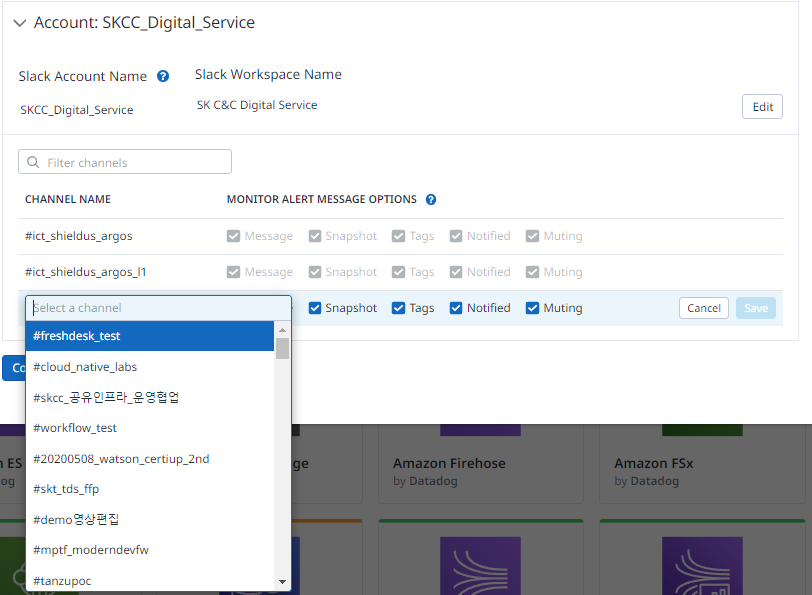 Account: SKCC_Digital_Service
Slack Account Name
Slack Workspace Name
SKCC_Digital_Service
SK C&C Digital Service
Edit
Filter channels
CHANNEL NAME MONITOR ALERT MESSAGE OPTIONS
#ict_shieldus_argos Message Snapshot Tags Notified Muting
#ict_shieldus_argos_l1 Message Snapshot Tags Notified Muting
Select a channel Snapshot Tags Notified Muting Cancel Save
#freshdesk_test
#cloud_native_labs
#skcc_공유인프라_운영협업
#workflow_test
#20200508_watson_certiup_2nd
#skt_tds_ffp
#demo영상편집
#mptf_moderndevfw
#tanzupoc
Co
ES
og
ge
Amazon Firehose
by Datadog
Amazon FSx
by Datadog